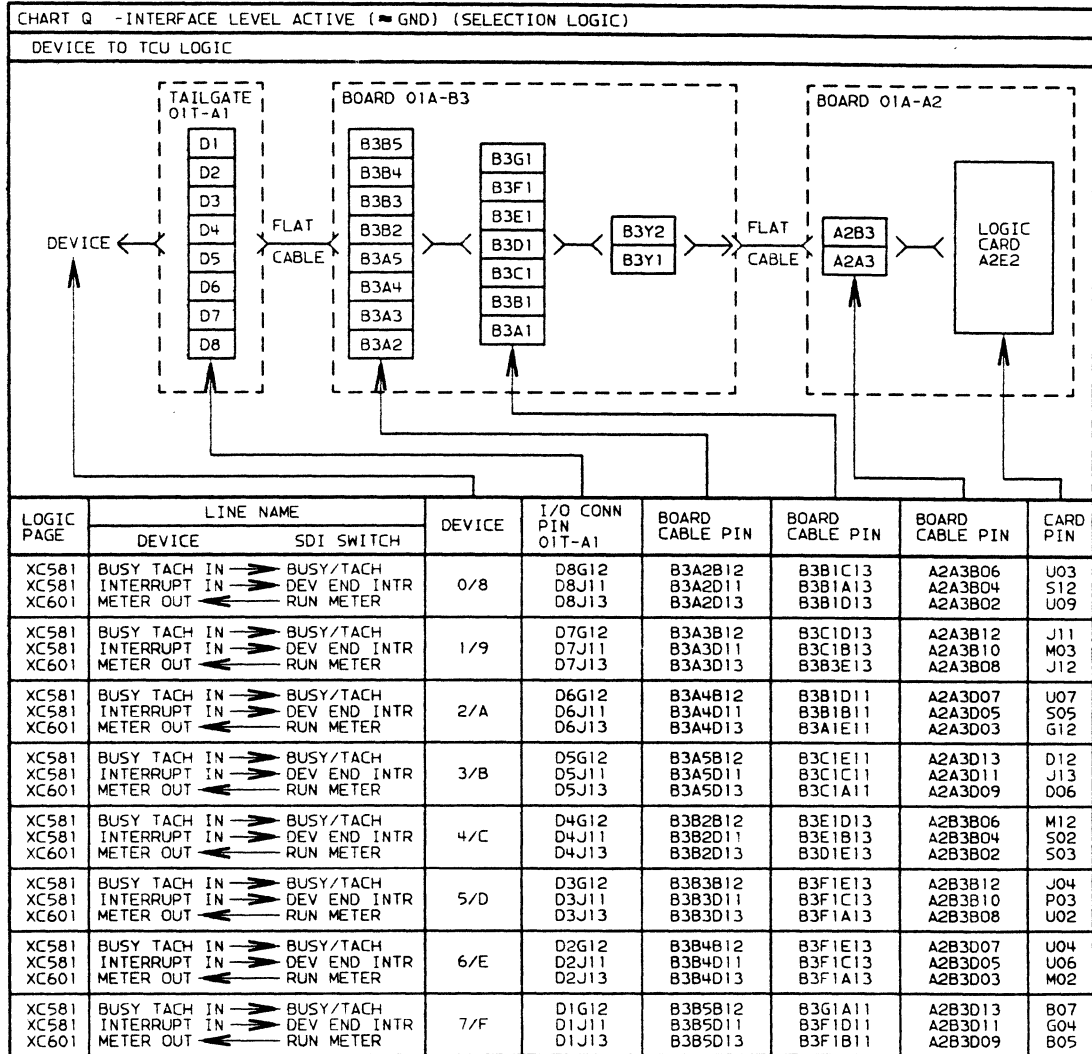 CHART Q -INTERFACE LEVEL ACTIVE (≈ GND) (SELECTION LOGIC)
DEVICE TO TCU LOGIC
TAILGATE
01T-A1
BOARD 01A-B3
BOARD 01A-A2
DEVICE
D1
D2
D3
D4
D5
D6
D7
D8
FLAT
CABLE
B3B5
B3B4
B3B3
B3B2
B3A5
B3A4
B3A3
B3A2
B3G1
B3F1
B3E1
B3D1
B3C1
B3B1
B3A1
B3Y2
B3Y1
FLAT
CABLE
A2B3
A2A3
LOGIC
CARD
A2E2
LOGIC PAGE | LINE NAME | DEVICE | I/O CONN PIN 01T-A1 | BOARD CABLE PIN | BOARD CABLE PIN | BOARD CABLE PIN | CARD PIN
DEVICE SDI SWITCH
XC581 BUSY TACH IN BUSY/TACH D8G12 B3A2B12 B3B1C13 A2A3B06 U03
XC581 INTERRUPT IN DEV END INTR 0/8 D8J11 B3A2D11 B3B1A13 A2A3B04 S12
XC601 METER OUT RUN METER D8J13 B3A2D13 B3B1D13 A2A3B02 U09
XC581 BUSY TACH IN BUSY/TACH D7G12 B3A3B12 B3C1D13 A2A3B12 J11
XC581 INTERRUPT IN DEV END INTR 1/9 D7J11 B3A3D11 B3C1B13 A2A3B10 M03
XC601 METER OUT RUN METER D7J13 B3A3D13 B3B3E13 A2A3B08 J12
XC581 BUSY TACH IN BUSY/TACH D6G12 B3A4B12 B3B1D11 A2A3D07 U07
XC581 INTERRUPT IN DEV END INTR 2/A D6J11 B3A4D11 B3B1B11 A2A3D05 S05
XC601 METER OUT RUN METER D6J13 B3A4D13 B3A1E11 A2A3D03 G12
XC581 BUSY TACH IN BUSY/TACH D5G12 B3A5B12 B3C1E11 A2A3D13 D12
XC581 INTERRUPT IN DEV END INTR 3/B D5J11 B3A5D11 B3C1C11 A2A3D11 J13
XC601 METER OUT RUN METER D5J13 B3A5D13 B3C1A11 A2A3D09 D06
XC581 BUSY TACH IN BUSY/TACH D4G12 B3B2B12 B3E1D13 A2B3B06 M12
XC581 INTERRUPT IN DEV END INTR 4/C D4J11 B3B2D11 B3E1B13 A2B3B04 S02
XC601 METER OUT RUN METER D4J13 B3B2D13 B3D1E13 A2B3B02 S03
XC581 BUSY TACH IN BUSY/TACH D3G12 B3B3B12 B3F1E13 A2B3B12 J04
XC581 INTERRUPT IN DEV END INTR 5/D D3J11 B3B3D11 B3F1C13 A2B3B10 P03
XC601 METER OUT RUN METER D3J13 B3B3D13 B3F1A13 A2B3B08 U02
XC581 BUSY TACH IN BUSY/TACH D2G12 B3B4B12 B3F1E13 A2B3D07 U04
XC581 INTERRUPT IN DEV END INTR 6/E D2J11 B3B4D11 B3F1C13 A2B3D05 U06
XC601 METER OUT RUN METER D2J13 B3B4D13 B3F1A13 A2B3D03 M02
XC581 BUSY TACH IN BUSY/TACH D1G12 B3B5B12 B3G1A11 A2B3D13 B07
XC581 INTERRUPT IN DEV END INTR 7/F D1J11 B3B5D11 B3F1D11 A2B3D11 G04
XC601 METER OUT RUN METER D1J13 B3B5D13 B3F1B11 A2B3D09 B05